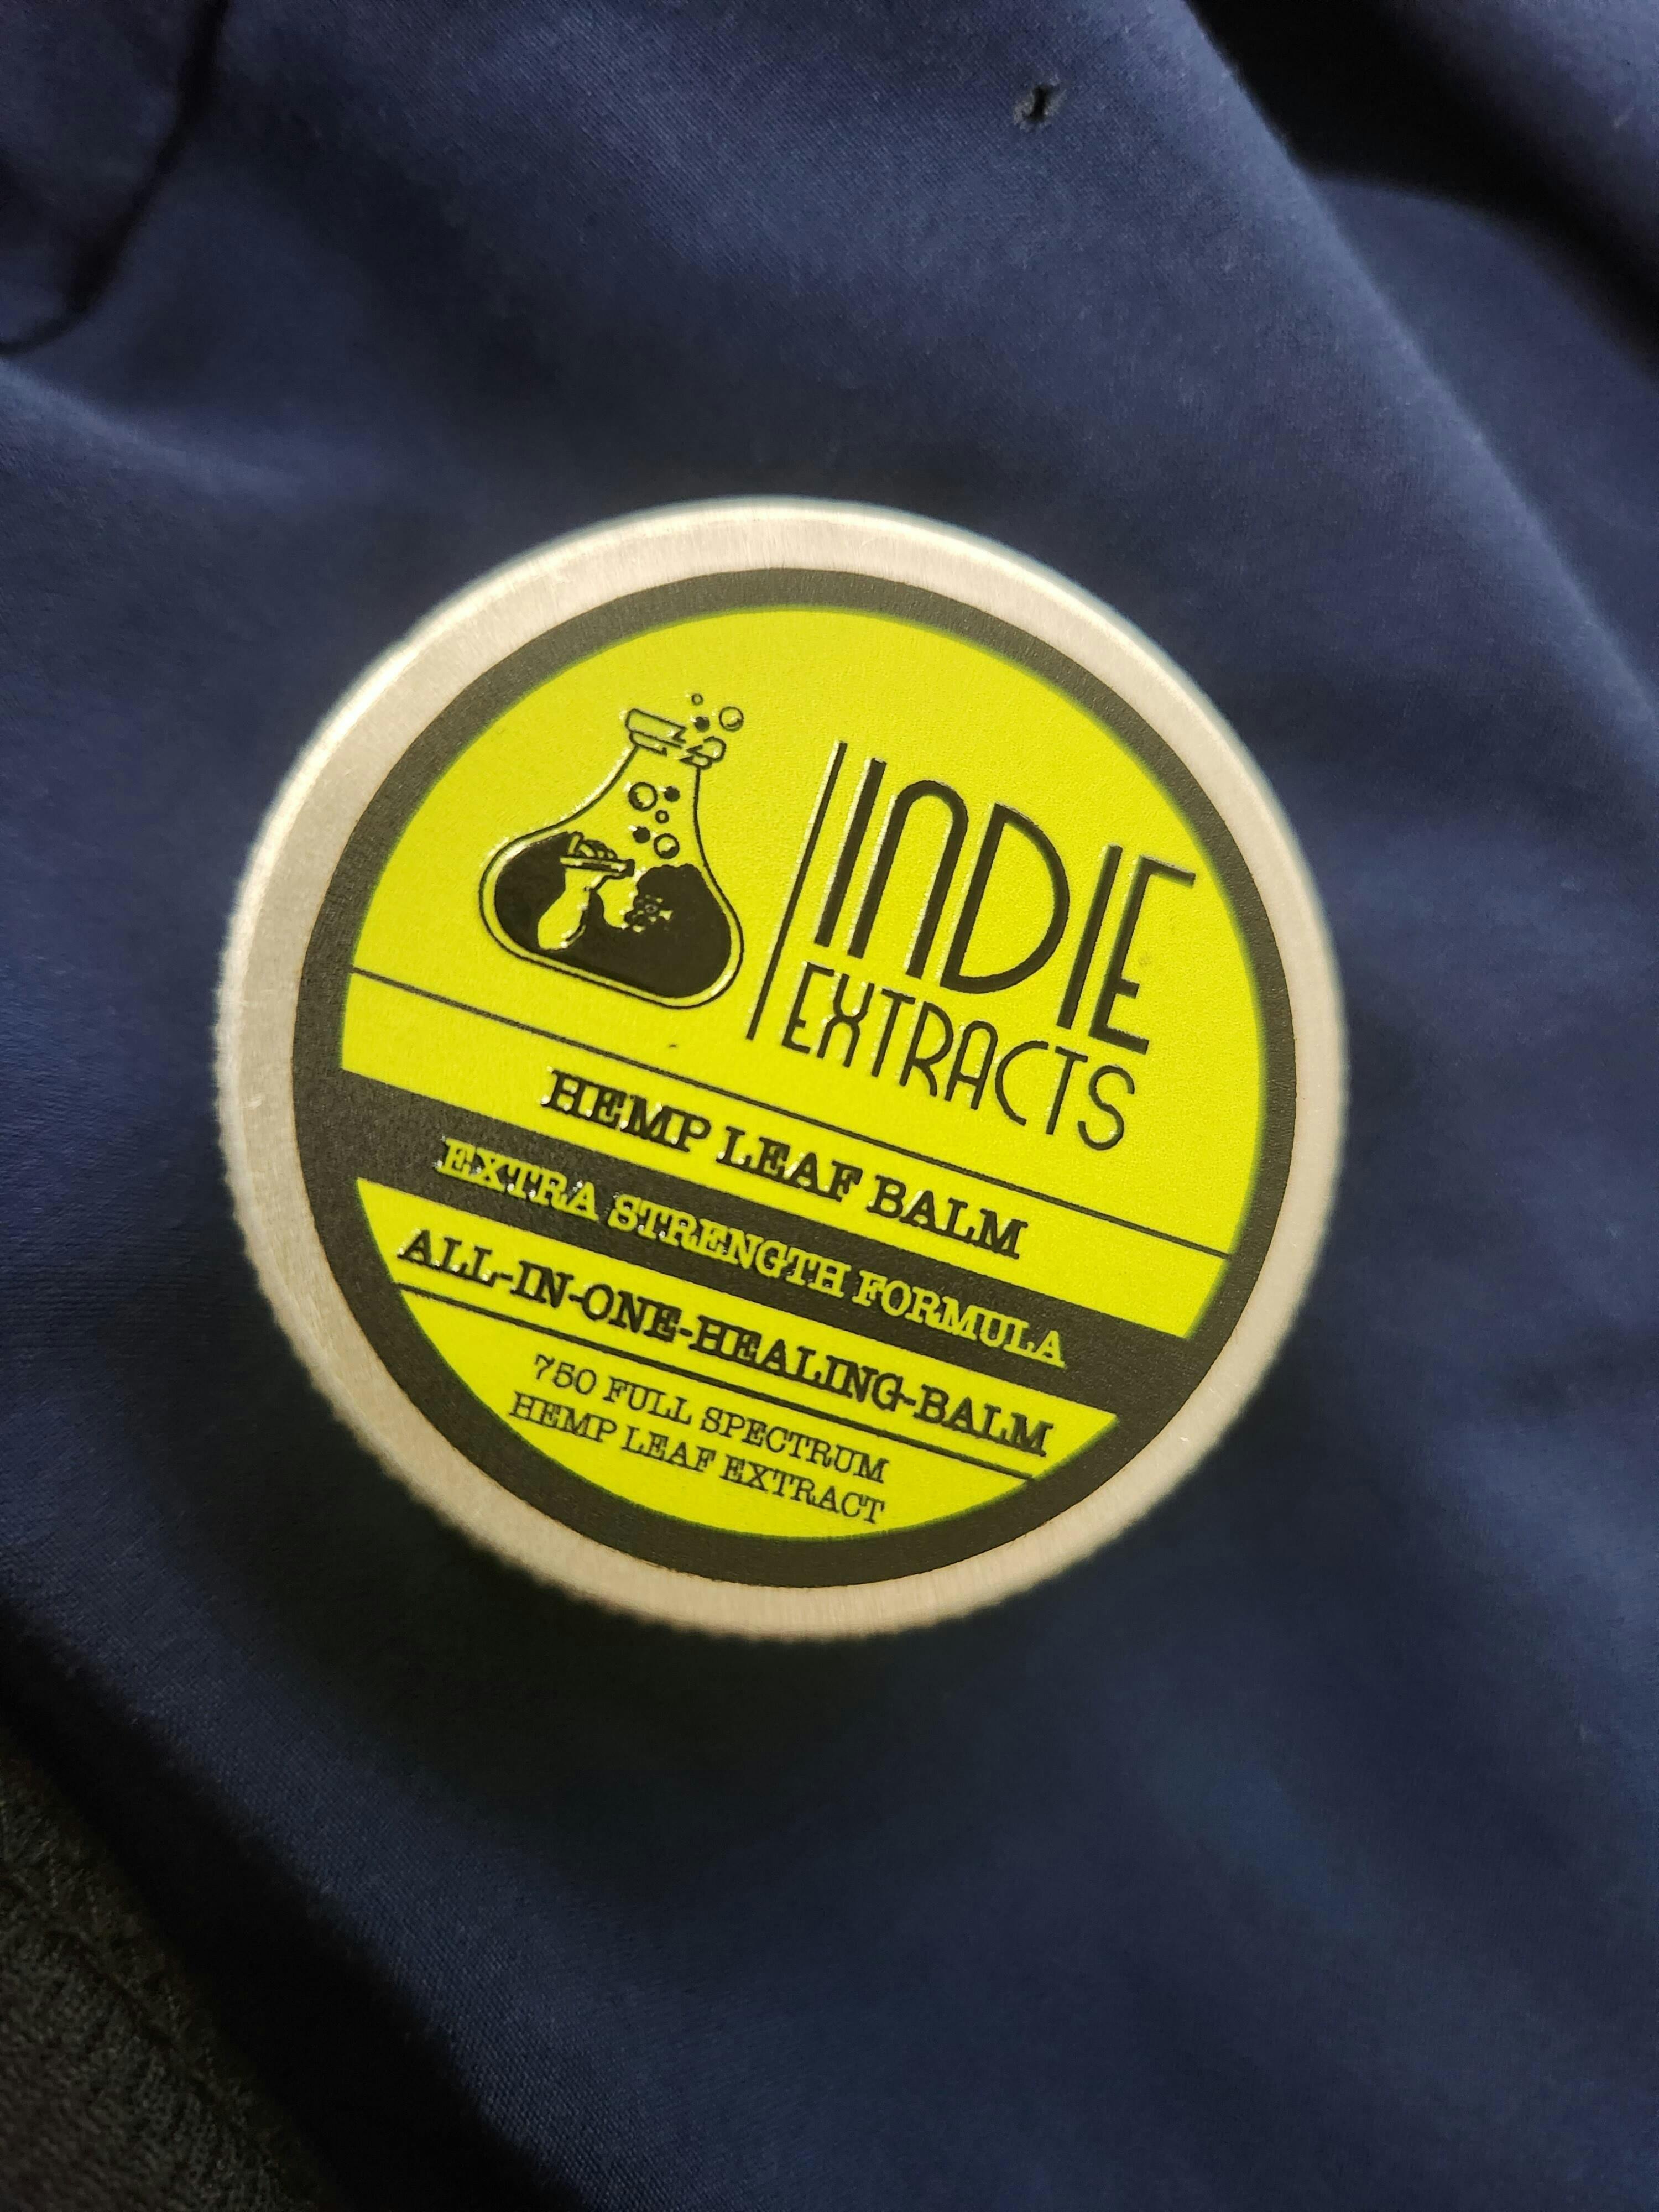 INDIE
EXTRACTS
HEMP LEAF BALM
EXTRA STRENGTH FORMULA
ALL-IN-ONE-HEALING-BALM
750 FULL SPECTRUM
HEMP LEAF EXTRACT